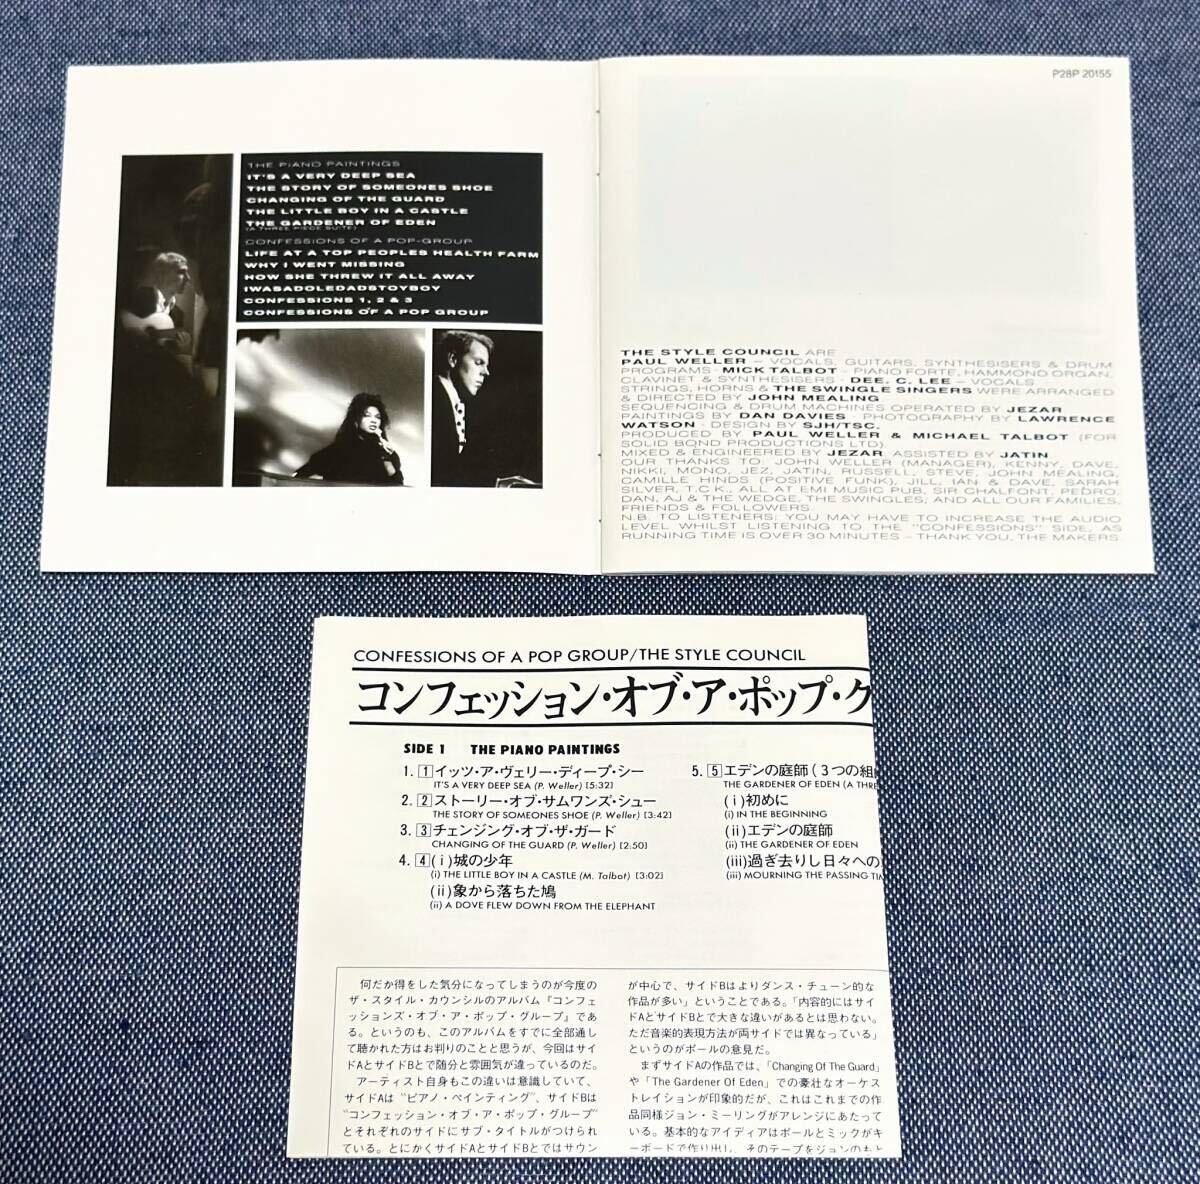 THE PIANO PAINTINGS
IT'S A VERY DEEP SEA
THE STORY OF SOMEONES SHOE
CHANGING OF THE GUARD
THE LITTLE BOY IN A CASTLE
THE GARDENER OF EDEN
(A THREE PIECE SUITE)
CONFESSIONS OF A POP-GROUP
LIFE AT A TOP PEOPLES HEALTH FARM
WHY I WENT MISSING
HOW SHE THREW IT ALL AWAY
IWASADOLEDADSTOYBOY
CONFESSIONS 1, 2 & 3
CONFESSIONS OF A POP GROUP
P28P 20155
THE STYLE COUNCIL ARE
PAUL WELLER – VOCALS, GUITARS, SYNTHESISERS & DRUM
PROGRAMS · MICK TALBOT – PIANO FORTE, HAMMOND ORGAN,
CLAVINET & SYNTHESISERS · DEE. C. LEE – VOCALS
STRINGS, HORNS & THE SWINGLE SINGERS WERE ARRANGED
& DIRECTED BY JOHN MEALING
SEQUENCING & DRUM MACHINES OPERATED BY JEZAR
PAINTINGS BY DAN DAVIES · PHOTOGRAPHY BY LAWRENCE
WATSON · DESIGN BY SJH/TSC.
PRODUCED BY PAUL WELLER & MICHAEL TALBOT (FOR
SOLID BOND PRODUCTIONS LTD)
MIXED & ENGINEERED BY JEZAR ASSISTED BY JATIN
OUR THANKS TO: JOHN WELLER (MANAGER), KENNY, DAVE,
NIKKI, MONO, JEZ, JATIN, RUSSELL, STEVE, JOHN MEALING,
CAMILLE HINDS (POSITIVE FUNK), JILL, IAN & DAVE, SARAH
SILVER, T.C.K., ALL AT EMI MUSIC PUB, SIR CHALFONT, PEDRO,
DAN, AJ & THE WEDGE, THE SWINGLES, AND ALL OUR FAMILIES,
FRIENDS & FOLLOWERS.
N.B. TO LISTENERS: YOU MAY HAVE TO INCREASE THE AUDIO
LEVEL WHILST LISTENING TO THE "CONFESSIONS" SIDE, AS
RUNNING TIME IS OVER 30 MINUTES – THANK YOU, THE MAKERS.
CONFESSIONS OF A POP GROUP/THE STYLE COUNCIL
コンフェッション・オブ・ア・ポップ・グ
SIDE 1 THE PIANO PAINTINGS
1. 1 イッツ・ア・ヴェリー・ディープ・シー
IT'S A VERY DEEP SEA (P. Weller) [5:32]
2. 2 ストーリー・オブ・サムワンズ・シュー
THE STORY OF SOMEONES SHOE (P. Weller) [3:42]
3. 3 チェンジング・オブ・ザ・ガード
CHANGING OF THE GUARD (P. Weller) [2:50]
4. 4 (i)城の少年
(i) THE LITTLE BOY IN A CASTLE (M. Talbot) [3:02]
(ii)象から落ちた鳩
(ii) A DOVE FLEW DOWN FROM THE ELEPHANT
5. 5 エデンの庭師(3つの組
THE GARDENER OF EDEN (A THRE
(i)初めに
(i) IN THE BEGINNING
(ii)エデンの庭師
(ii) THE GARDENER OF EDEN
(iii)過ぎ去りし日々への
(iii) MOURNING THE PASSING TIM
何だか得をした気分になってしまうのが今度の
ザ・スタイル・カウンシルのアルバム『コンフェ
ッションズ・オブ・ア・ポップ・グループ』であ
る。というのも、このアルバムをすでに全部通し
て聴かれた方はお判りのことと思うが、今回はサイ
ドAとサイドBとで随分と雰囲気が違っているのだ。
アーティスト自身もこの違いは意識していて、
サイドAは“ピアノ・ペインティング”、サイドBは
“コンフェッション・オブ・ア・ポップ・グループ”
とそれぞれのサイドにサブ・タイトルがつけられ
ている。とにかくサイドAとサイドBとではサウン
が中心で、サイドBはよりダンス・チューン的な
作品が多い」ということである。「内容的にはサイ
ドAとサイドBとで大きな違いがあるとは思わない。
ただ音楽的表現方法が両サイドでは異なっている」
というのがポールの意見だ。
まずサイドAの作品では、「Changing Of The Guard」
や「The Gardener Of Eden」での豪壮なオーケス
トレイションが印象的だが、これはこれまでの作
品同様ジョン・ミーリングがアレンジにあたって
いる。基本的なアイディアはポールとミックがキ
ーボードで作り出し、そのテープをジョンのもと